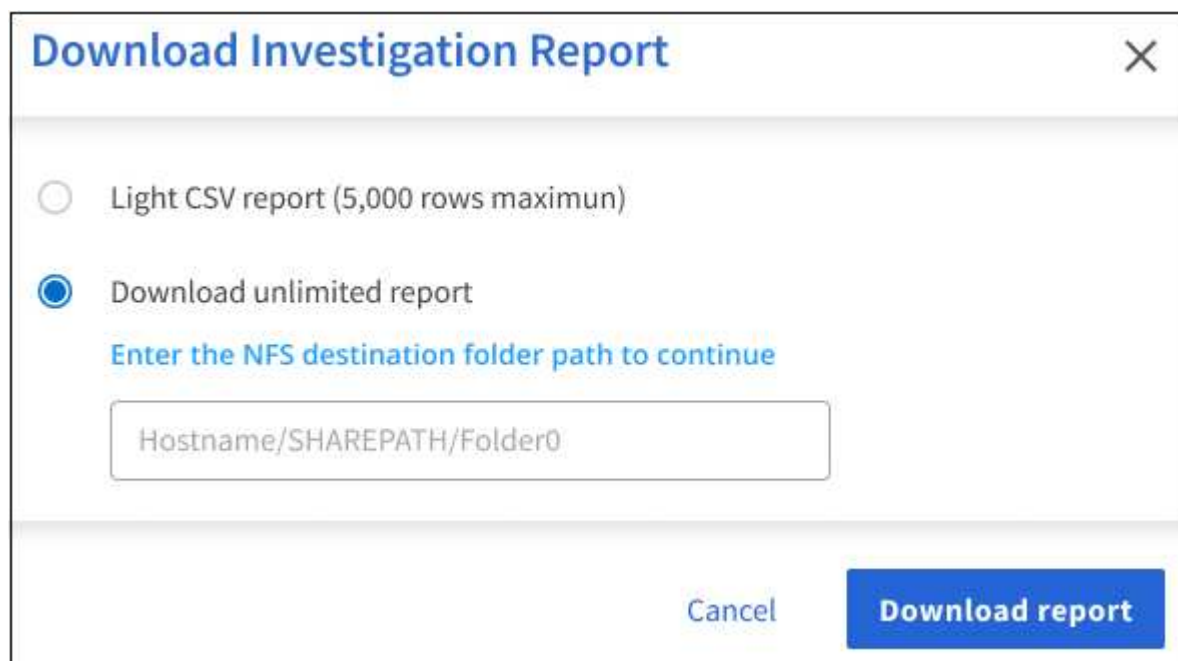 Download Investigation Report
Light CSV report (5,000 rows maximun)
Download unlimited report
Enter the NFS destination folder path to continue
Hostname/SHAREPATH/Folder0
Cancel
Download report